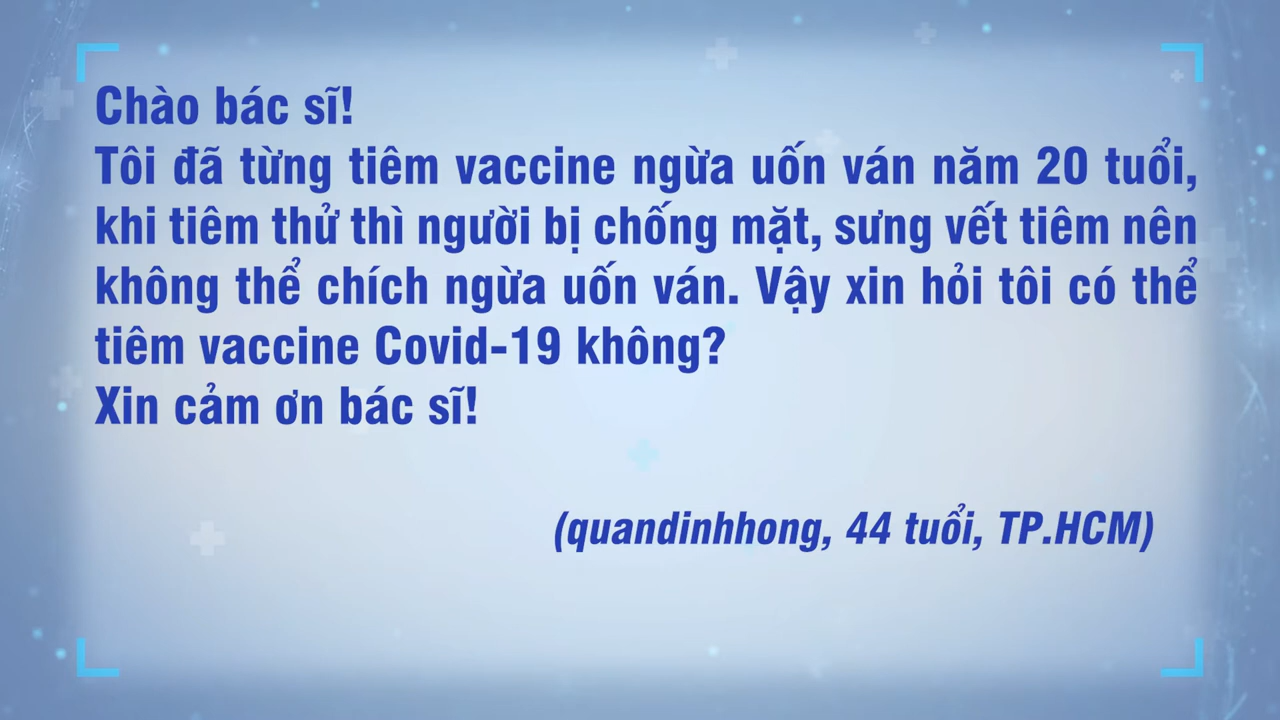 Chào bác sĩ!
Tôi đã từng tiêm vaccine ngừa uốn ván năm 20 tuổi,
khi tiêm thử thì người bị chống mặt, sưng vết tiêm nên
không thể chích ngừa uốn ván. Vậy xin hỏi tôi có thể
tiêm vaccine Covid-19 không?
Xin cảm ơn bác sĩ!
(quandinhhong, 44 tuổi, TP.HCM)